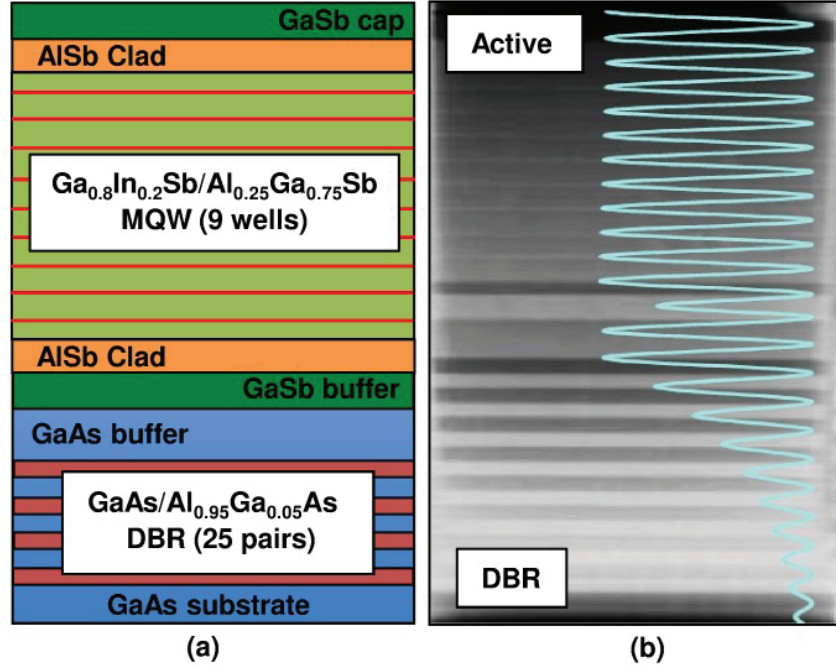 GaSb cap
AlSb Clad
Ga0.8In0.2Sb/Al0.25Ga0.75Sb
MQW (9 wells)
AlSb Clad
GaSb buffer
GaAs buffer
GaAs/Al0.95Ga0.05As
DBR (25 pairs)
GaAs substrate
(a)
Active
DBR
(b)